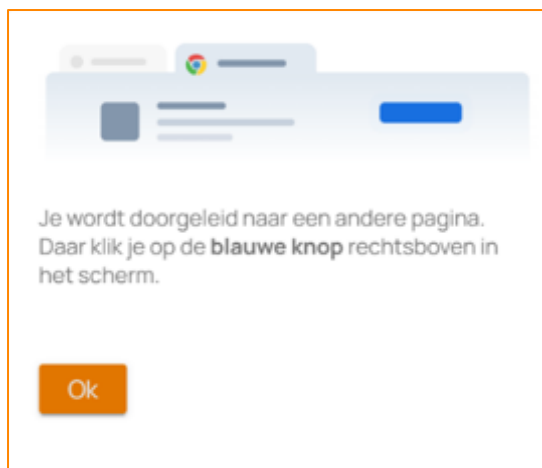 Je wordt doorgeleid naar een andere pagina.
Daar klik je op de blauwe knop rechtsboven in
het scherm.
Ok